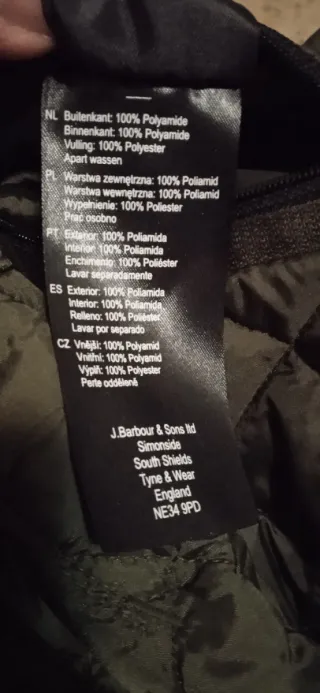 NL Buitenkant: 100% Polyamide
Binnenkant: 100% Polyamide
Vulling: 100% Polyester
Apart wassen
PL Warstwa zewnętrzna: 100% Poliamid
Warstwa węwnętrzna: 100% Poliamid
Wypełnienie: 100% Poliester
Prać osobno
PT Exterior: 100% Poliamida
Interior: 100% Poliamida
Enchimento: 100% Poliéster
Lavar separadamente
ES Exterior: 100% Poliamida
Interior: 100% Poliamida
Relleno: 100% Poliéster
Lavar por separado
CZ Vnější: 100% Polyamid
Vnitřní: 100% Polyamid
Výplň: 100% Polyester
Perte odděleně
J.Barbour & Sons ltd
Simonside
South Shields
Tyne & Wear
England
NE34 9PD